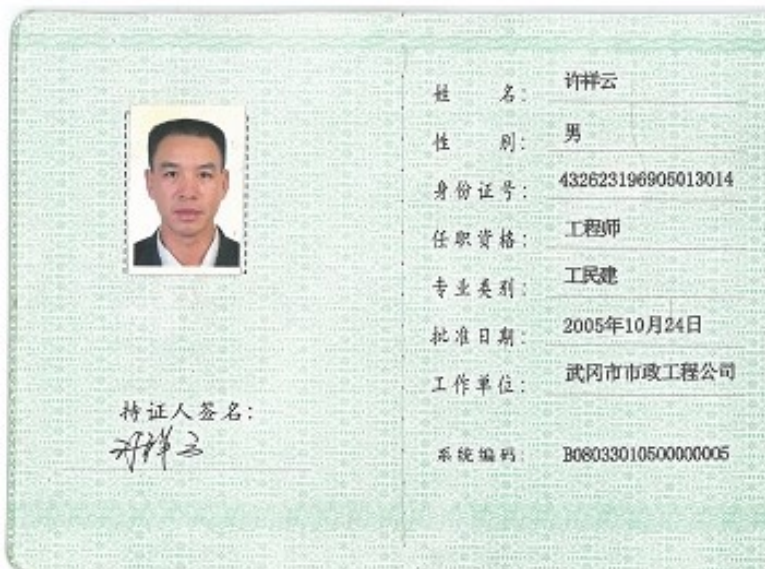 姓 名: 许祥云
性 别: 男
身份证号: 432623196905013014
任职资格: 工程师
专业类别: 工民建
批准日期: 2005年10月24日
工作单位: 武冈市市政工程公司
系统编码: B08033010500000005
持证人签名:
许祥云